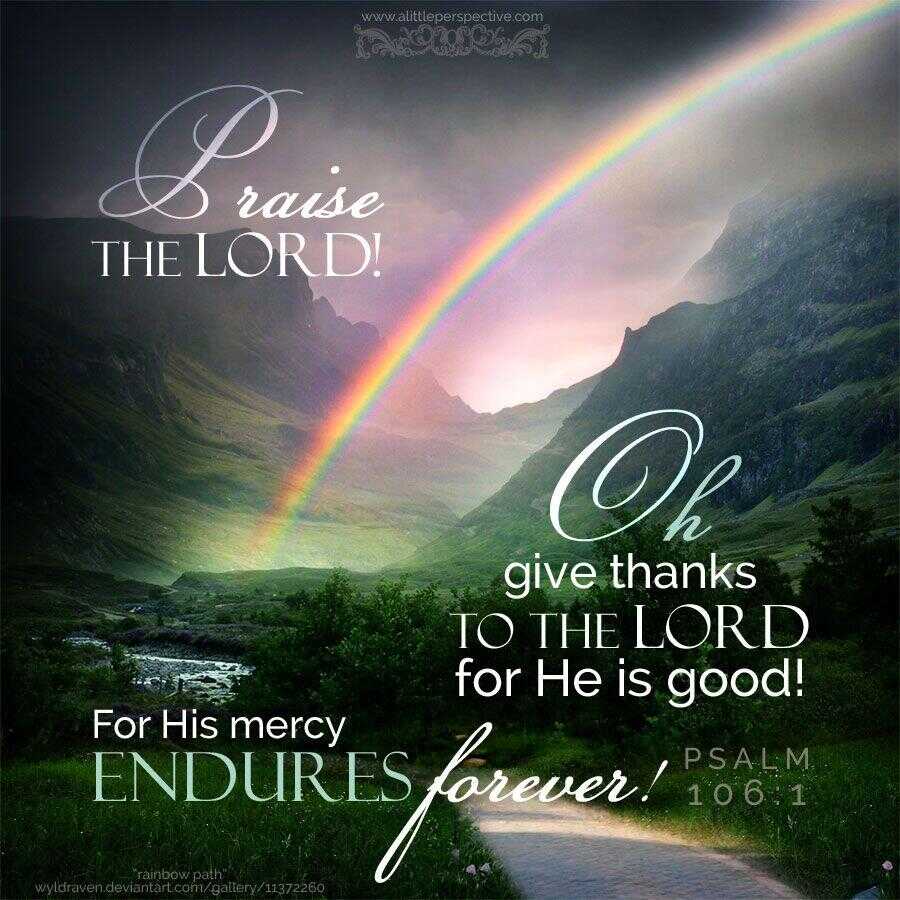 www.alittleperspective.com
Praise
THE LORD!
Oh
give thanks
TO THE LORD
for He is good!
For His mercy
ENDURES forever!
PSALM
106:1
"rainbow path"
wyldraven.deviantart.com/gallery/11372260